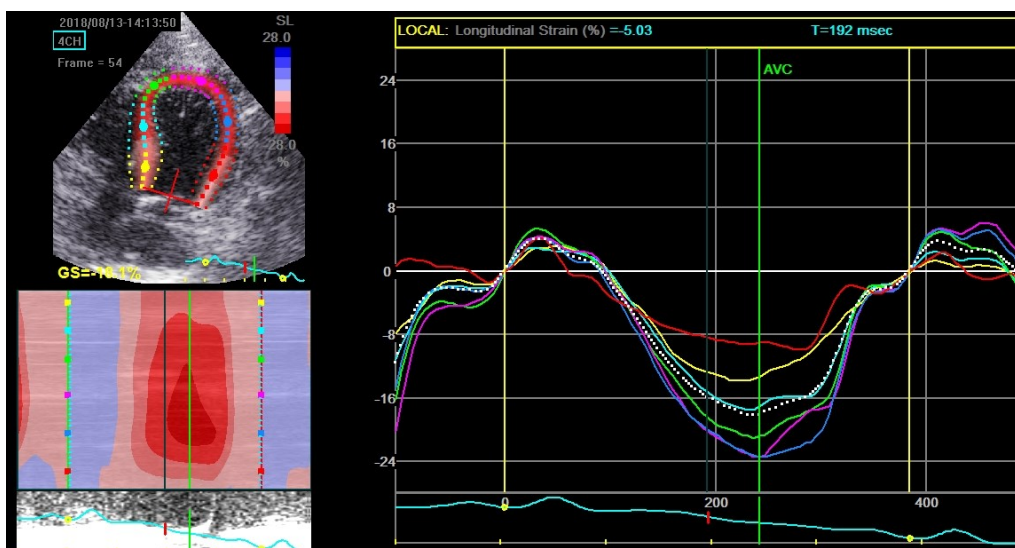 2018/08/13-14:13:50
4CH
Frame = 54
SL
28.0
28.0
%
GS=-18.1%
LOCAL: Longitudinal Strain (%) =-5.03 T=192 msec
AVC
24
16
8
0
-8
-16
-24
0 200 400